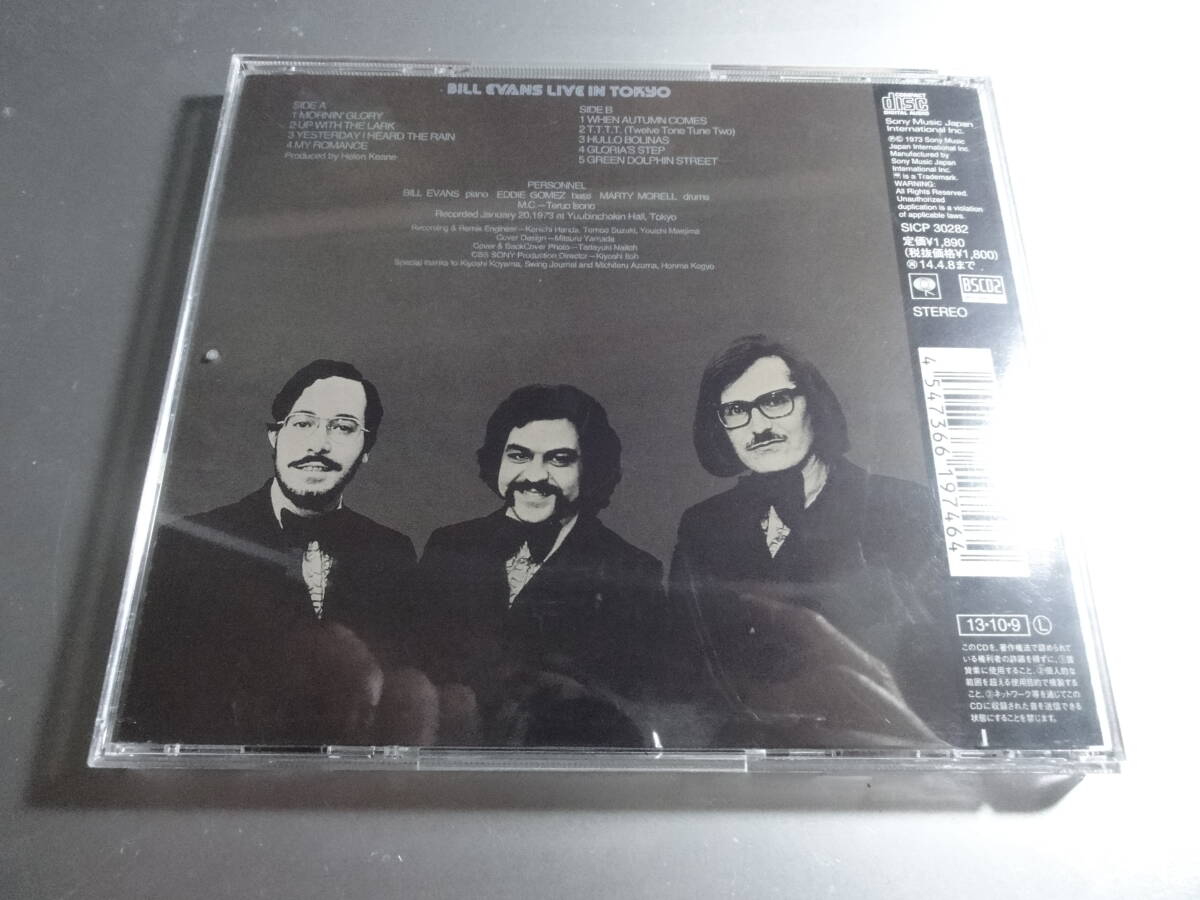 BILL EVANS LIVE IN TOKYO
SIDE A
1 MORNIN' GLORY
2 UP WITH THE LARK
3 YESTERDAY I HEARD THE RAIN
4 MY ROMANCE
Produced by Helen Keane
SIDE B
1 WHEN AUTUMN COMES
2 T.T.T.T. (Twelve Tone Tune Two)
3 HULLO BOLINAS
4 GLORIA'S STEP
5 GREEN DOLPHIN STREET
PERSONNEL
BILL EVANS piano EDDIE GOMEZ bass MARTY MORELL drums
M.C.—Teruo Isono
Recorded January 20, 1973 at Yuubinchokin Hall, Tokyo
Recording & Remix Engineer—Kenichi Handa, Tomoo Suzuki, Youichi Maejima
Cover Design—Mitsuru Yamada
Cover & BackCover Photo—Tadayuki Naitoh
CBS SONY Production Director—Kiyoshi Itoh
Special thanks to Kiyoshi Koyama, Swing Journal and Michiteru Azuma, Honma Kogyo
COMPACT
disc
DIGITAL AUDIO
Sony Music Japan
International Inc.
Ⓟ© 1973 Sony Music
Japan International Inc.
Manufactured by
Sony Music Japan
International Inc.
is a Trademark.
WARNING:
All Rights Reserved.
Unauthorized
duplication is a violation
of applicable laws.
SICP 30282
定価¥1,890
(税抜価格¥1,800)
14.4.8まで
BSCD2
STEREO
4 547366 197464
13・10・9 Ⓛ
このCDを、著作権法で認められて
いる権利者の許諾を得ずに、①賃
貸業に使用すること、②個人的な
範囲を超える使用目的で複製する
こと、③ネットワーク等を通じてこの
CDに収録された音を送信できる
状態にすることを禁じます。